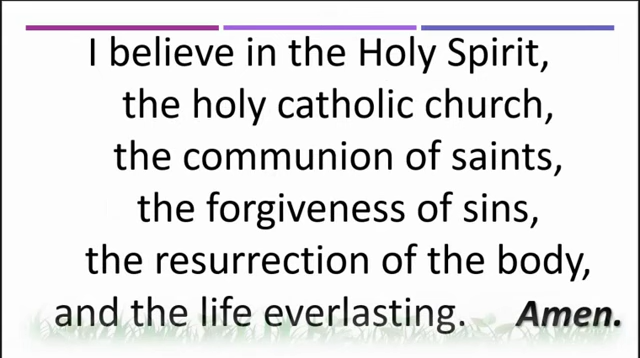 I believe in the Holy Spirit,
the holy catholic church,
the communion of saints,
the forgiveness of sins,
the resurrection of the body,
and the life everlasting. Amen.